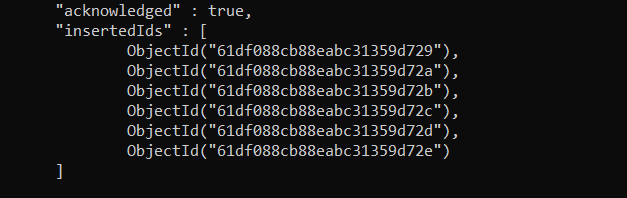 "acknowledged" : true,
"insertedIds" : [
ObjectId("61df088cb88eabc31359d729"),
ObjectId("61df088cb88eabc31359d72a"),
ObjectId("61df088cb88eabc31359d72b"),
ObjectId("61df088cb88eabc31359d72c"),
ObjectId("61df088cb88eabc31359d72d"),
ObjectId("61df088cb88eabc31359d72e")
]